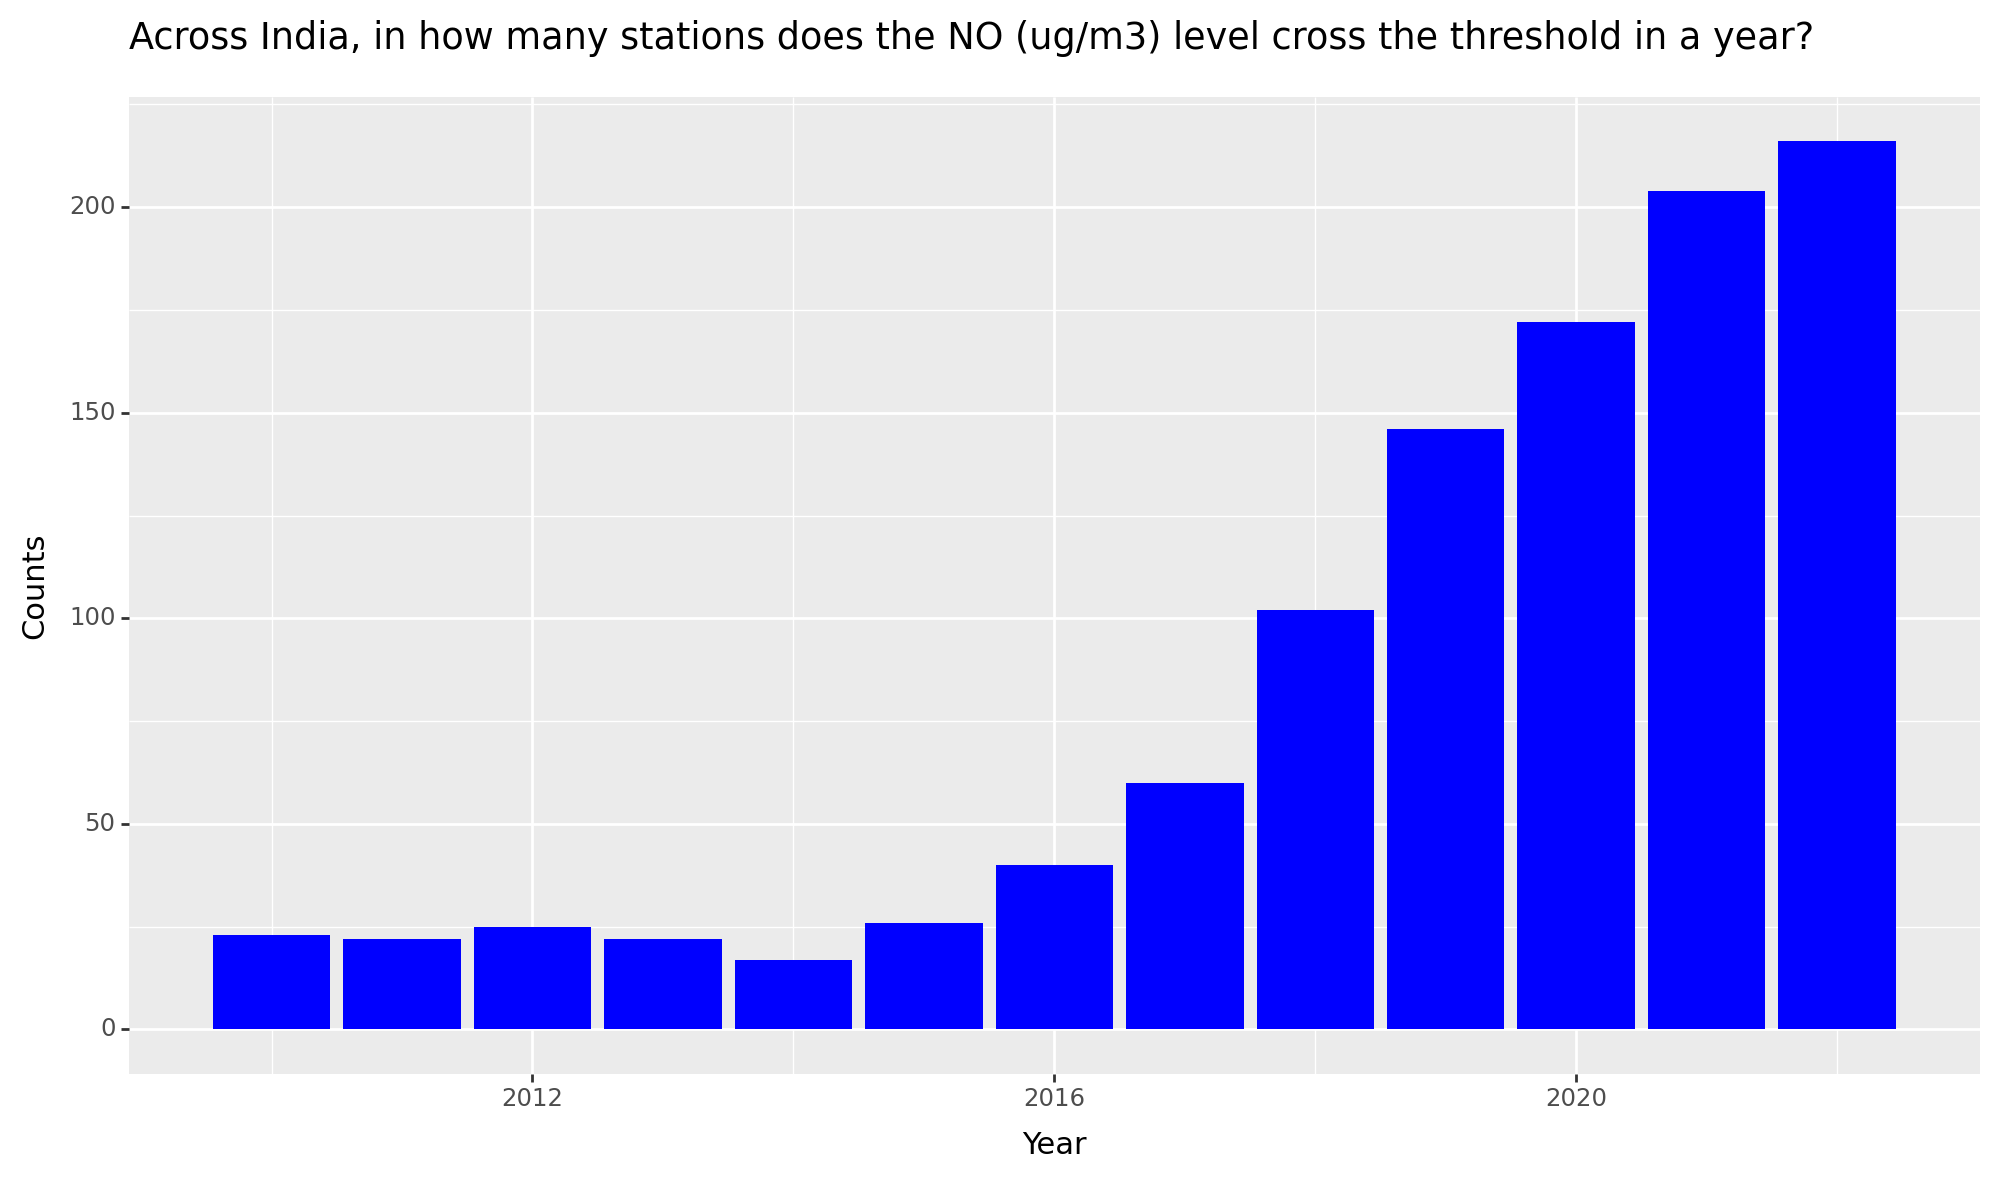 Across India, in how many stations does the NO (ug/m3) level cross the threshold in a year?
Counts
200
150
100
50
0
2012 2016 2020
Year